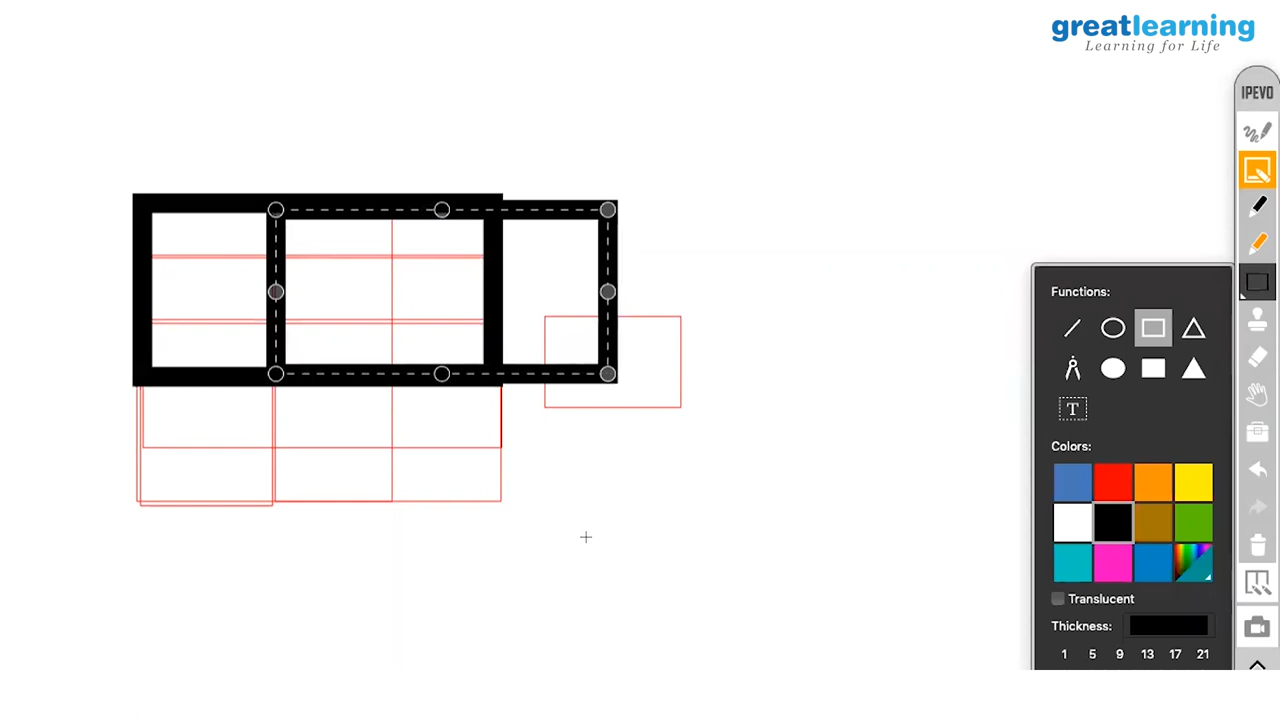 greatlearning
Learning for Life
IPEVO
Functions:
T
Colors:
Translucent
Thickness:
1 5 9 13 17 21